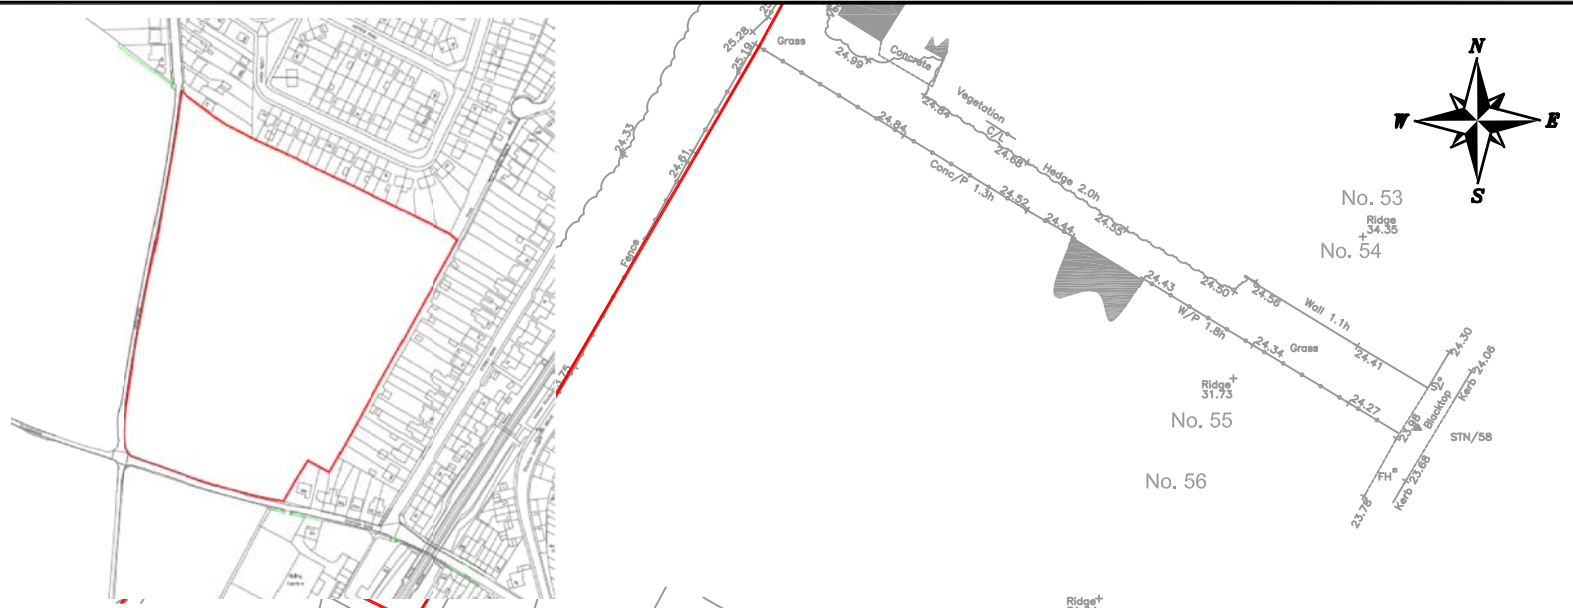 25.28
25.19
Grass
24.99
Concrete
24.84
Vegetation
C/L
24.68
Hedge 2.0h
24.55
24.50
24.56
Wall 1.1h
24.41
24.33
24.61
Fence
24.84
Conc/P 1.3h
24.52
24.44
24.43
W/P 1.8h
24.34
Grass
24.27
N
W
E
S
No. 53
Ridge
34.35
No. 54
Ridge
31.73
No. 55
No. 56
24.30
24.06
Kerb
Blacktop
23.98
STN/58
FH
23.68
Kerb
23.78
Ridge